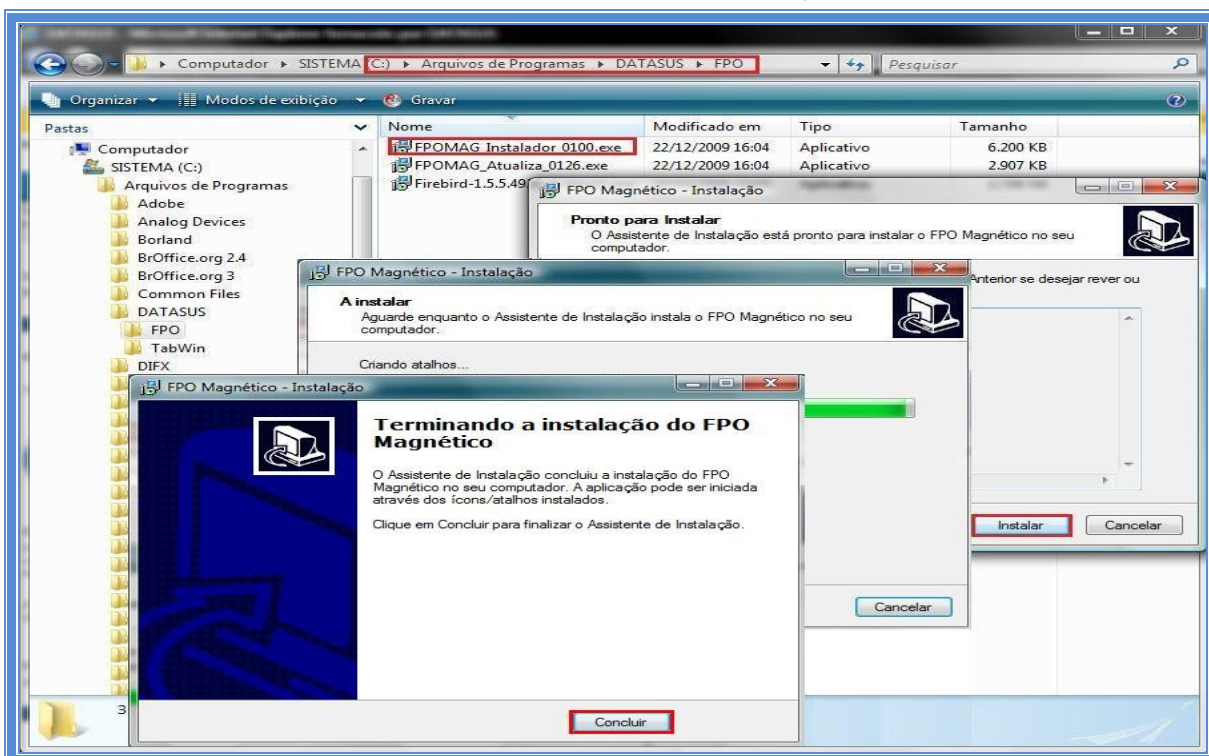 Computador ▸ SISTEMA (C:) ▸ Arquivos de Programas ▸ DATASUS ▸ FPO
Pesquisar
Organizar
Modos de exibição
Gravar
Pastas
Nome
Modificado em
Tipo
Tamanho
Computador
SISTEMA (C:)
Arquivos de Programas
Adobe
Analog Devices
Borland
BrOffice.org 2.4
BrOffice.org 3
Common Files
DATASUS
FPO
TabWin
DIFX
FPOMAG_Instalador_0100.exe 22/12/2009 16:04 Aplicativo 6.200 KB
FPOMAG_Atualiza_0126.exe 22/12/2009 16:04 Aplicativo 2.907 KB
Firebird-1.5.5.49
FPO Magnético - Instalação
Pronto para Instalar
O Assistente de Instalação está pronto para instalar o FPO Magnético no seu
computador.
Anterior se desejar rever ou
Instalar
Cancelar
FPO Magnético - Instalação
A instalar
Aguarde enquanto o Assistente de Instalação instala o FPO Magnético no seu
computador.
Criando atalhos...
Cancelar
FPO Magnético - Instalação
Terminando a instalação do FPO
Magnético
O Assistente de Instalação concluiu a instalação do FPO
Magnético no seu computador. A aplicação pode ser iniciada
através dos ícons/atalhos instalados.
Clique em Concluir para finalizar o Assistente de Instalação.
Concluir
3